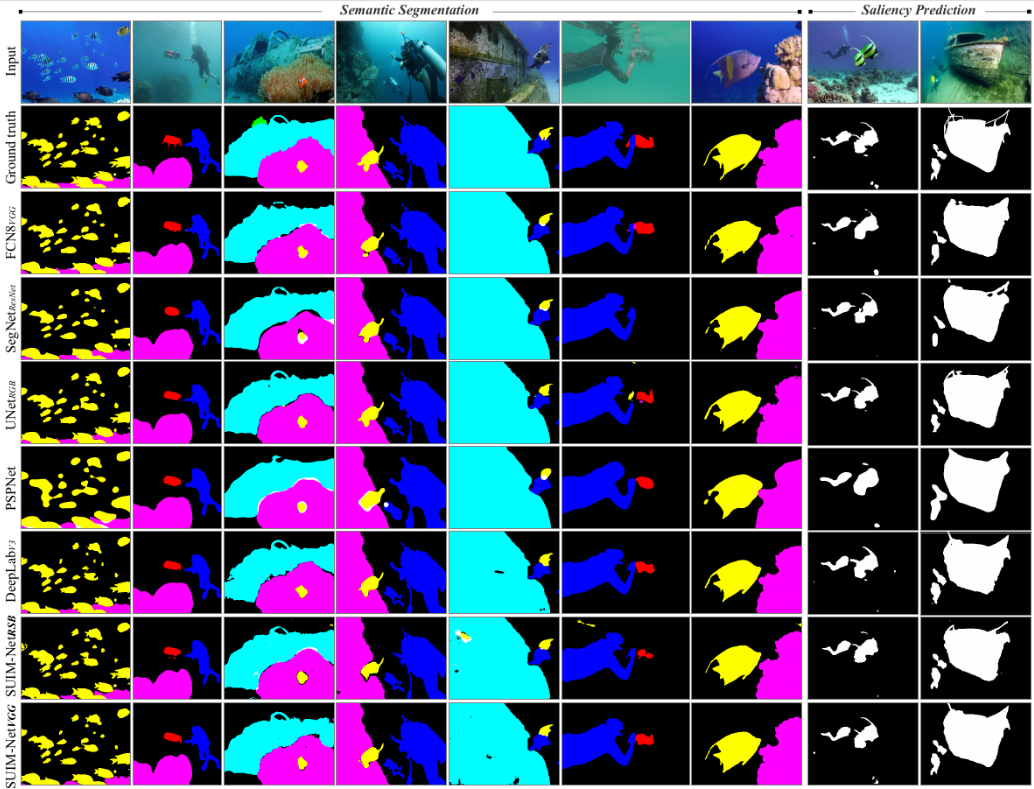 Semantic Segmentation
Saliency Prediction
Input
Ground truth
FCN8VGG
SegNetResNet
UNetRGB
PSPNet
DeepLabV3
SUIM-NetRSB
SUIM-NetVGG